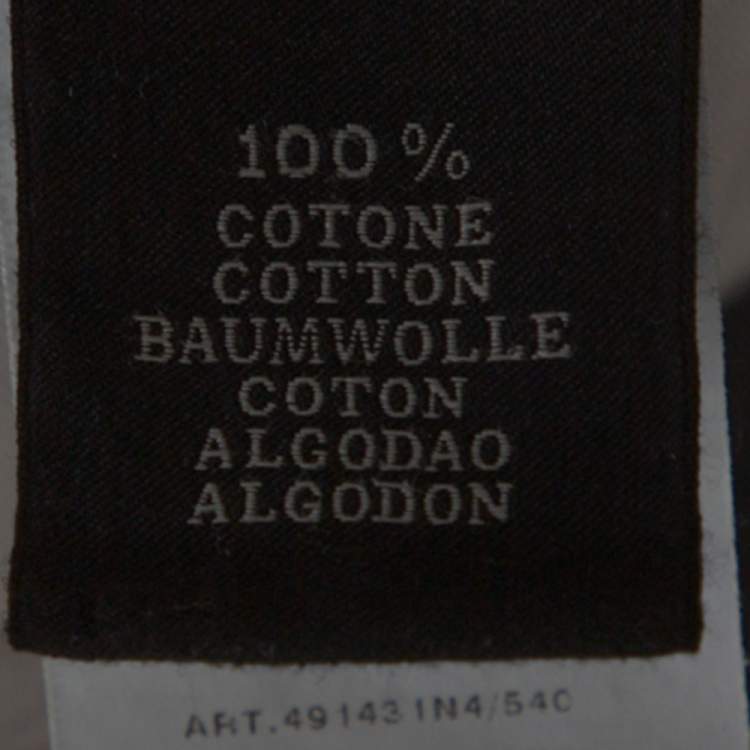 100 %
COTONE
COTTON
BAUMWOLLE
COTON
ALGODAO
ALGODON
ART.491431N4/540